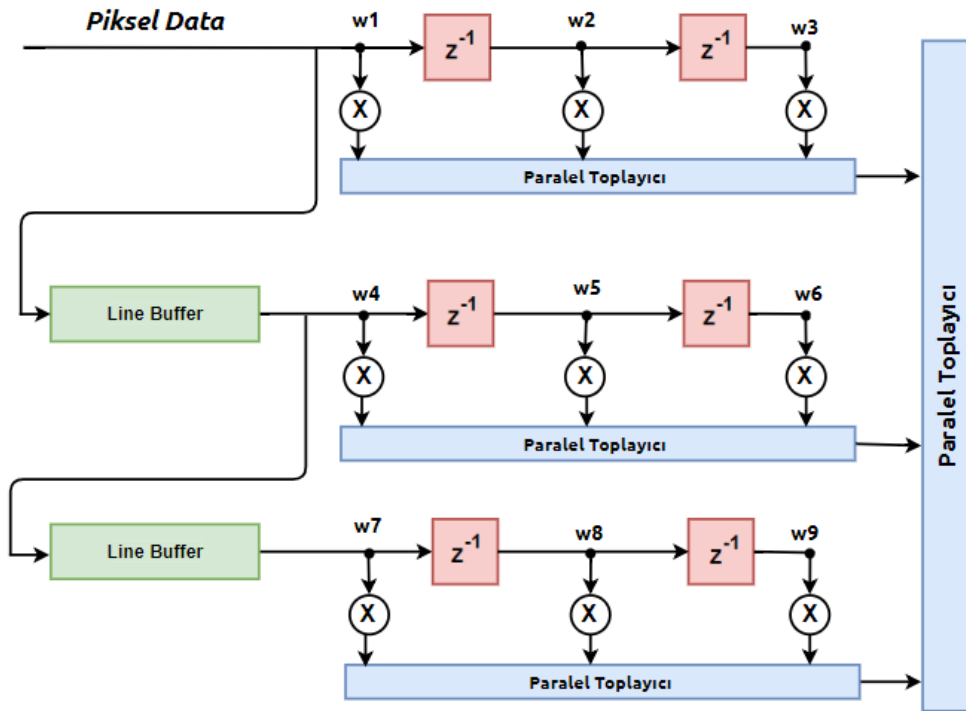 Piksel Data
w1
w2
w3
z⁻¹
z⁻¹
X
X
X
Paralel Toplayıcı
Line Buffer
w4
w5
w6
z⁻¹
z⁻¹
X
X
X
Paralel Toplayıcı
Line Buffer
w7
w8
w9
z⁻¹
z⁻¹
X
X
X
Paralel Toplayıcı
Paralel Toplayıcı